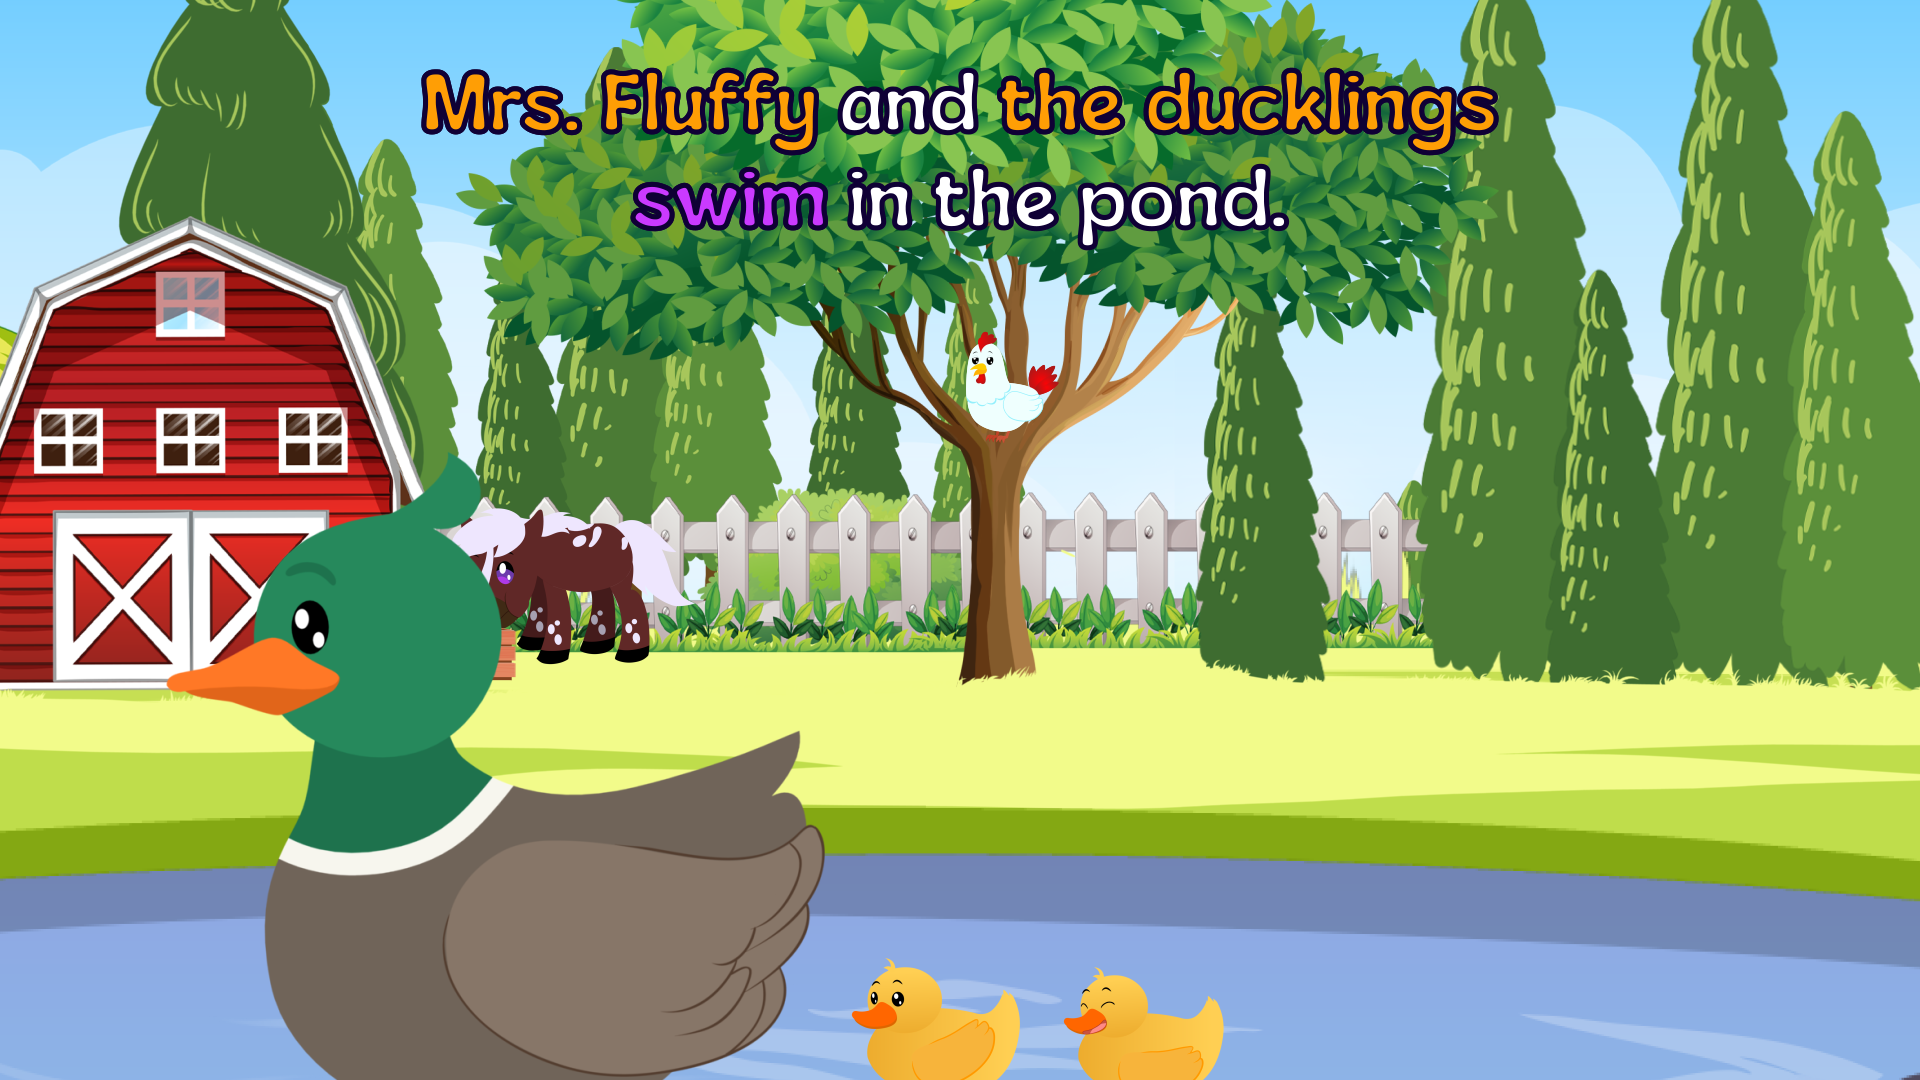 Mrs. Fluffy and the ducklings
swim in the pond.